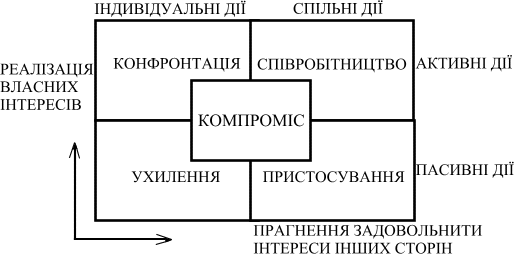 ІНДИВІДУАЛЬНІ ДІЇ
СПІЛЬНІ ДІЇ
РЕАЛІЗАЦІЯ
ВЛАСНИХ
ІНТЕРЕСІВ
КОНФРОНТАЦІЯ
СПІВРОБІТНИЦТВО
АКТИВНІ ДІЇ
КОМПРОМІС
УХИЛЕННЯ
ПРИСТОСУВАННЯ
ПАСИВНІ ДІЇ
ПРАГНЕННЯ ЗАДОВОЛЬНИТИ
ІНТЕРЕСИ ІНШИХ СТОРІН